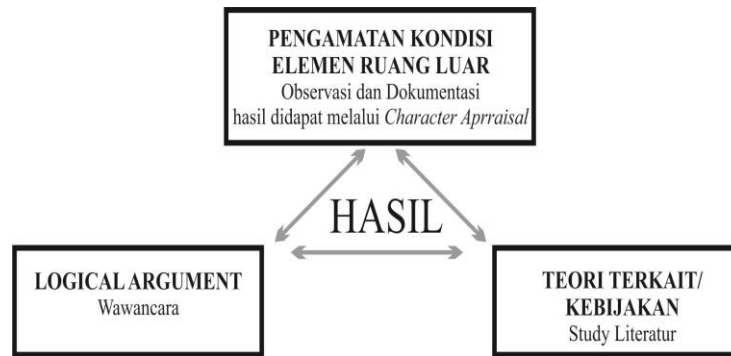 PENGAMATAN KONDISI
ELEMEN RUANG LUAR
Observasi dan Dokumentasi
hasil didapat melalui Character Aprraisal
HASIL
LOGICAL ARGUMENT
Wawancara
TEORI TERKAIT/
KEBIJAKAN
Study Literatur